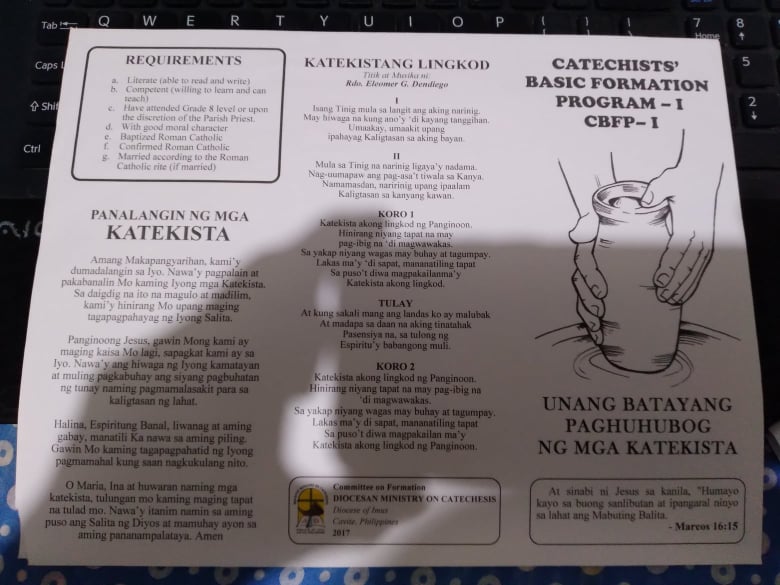 REQUIREMENTS
a. Literate (able to read and write)
b. Competent (willing to learn and can
teach)
c. Have attended Grade 8 level or upon
the discretion of the Parish Priest.
d. With good moral character
e. Baptized Roman Catholic
f. Confirmed Roman Catholic
g. Married according to the Roman
Catholic rite (if married)
PANALANGIN NG MGA
KATEKISTA
Amang Makapangyarihan, kami'y
dumadalangin sa Iyo. Nawa'y pagpalain at
pakabanalin Mo kaming Iyong mga Katekista.
Sa daigdig na ito na magulo at madilim,
kami'y hinirang Mo upang maging
tagapagpahayag ng Iyong Salita.
Panginoong Jesus, gawin Mong kami ay
maging kaisa Mo lagi, sapagkat kami ay sa
Iyo. Nawa'y ang hiwaga ng Iyong kamatayan
at muling pagkabuhay ang siyang pagbuhatan
ng tunay naming pagmamalasakit para sa
kaligtasan ng lahat.
Halina, Espiritung Banal, liwanag at aming
gabay, manatili Ka nawa sa aming piling.
Gawin Mo kaming tagapagpahatid ng Iyong
pagmamahal kung saan nagkukulang nito.
O Maria, Ina at huwaran naming mga
katekista, tulungan mo kaming maging tapat
na tulad mo. Nawa'y itanim namin sa aming
puso ang Salita ng Diyos at mamuhay ayon sa
aming pananampalataya. Amen
KATEKISTANG LINGKOD
Titik at Musika ni:
Rdo. Eleomer G. Dendiego
I
Isang Tinig mula sa langit ang aking narinig.
May hiwaga na kung ano'y 'di kayang tanggihan.
Umaakay, umaakit upang
ipahayag Kaligtasan sa aking bayan.
II
Mula sa Tinig na narinig ligaya'y nadama.
Nag-uumapaw ang pag-asa't tiwala sa Kanya.
Namamasdan, naririnig upang ipaalam
Kaligtasan sa kanyang kawan.
KORO 1
Katekista akong lingkod ng Panginoon.
Hinirang niyang tapat na may
pag-ibig na 'di magwawakas.
Sa yakap niyang wagas may buhay at tagumpay.
Lakas ma'y 'di sapat, mananatiling tapat
Sa puso't diwa magpakailanma'y
Katekista akong lingkod.
TULAY
At kung sakali mang ang landas ko ay malubak
At madapa sa daan na aking tinatahak
Pasensiya na, sa tulong ng
Espiritu'y babangong muli.
KORO 2
Katekista akong lingkod ng Panginoon.
Hinirang niyang tapat na may pag-ibig na
'di magwawakas.
Sa yakap niyang wagas may buhay at tagumpay.
Lakas ma'y di sapat, mananatiling tapat
Sa puso't diwa magpakailan ma'y
Katekista akong lingkod ng Panginoon.
Committee on Formation
DIOCESAN MINISTRY ON CATECHESIS
Diocese of Imus
Cavite, Philippines
2017
CATECHISTS'
BASIC FORMATION
PROGRAM – I
CBFP– I
UNANG BATAYANG
PAGHUHUBOG
NG MGA KATEKISTA
At sinabi ni Jesus sa kanila, "Humayo
kayo sa buong sanlibutan at ipangaral ninyo
sa lahat ang Mabuting Balita.
- Marcos 16:15
Tab Q W E R T Y U I O P { } | 7 8
[ ] \ Home
Caps L 5
Shif 2
Ctrl